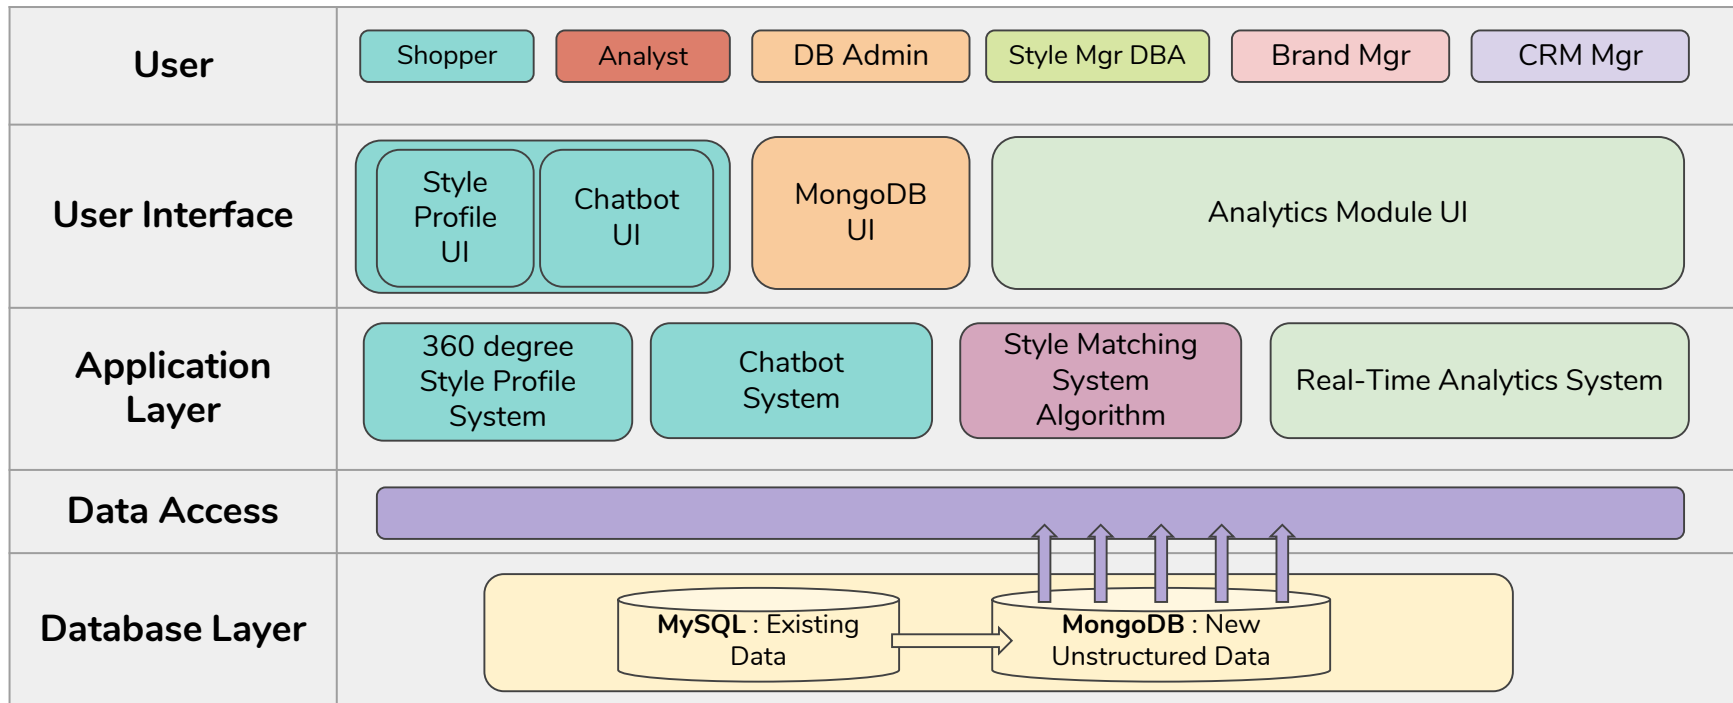 User
Shopper
Analyst
DB Admin
Style Mgr DBA
Brand Mgr
CRM Mgr
User Interface
Style
Profile
UI
Chatbot
UI
MongoDB
UI
Analytics Module UI
Application
Layer
360 degree
Style Profile
System
Chatbot
System
Style Matching
System
Algorithm
Real-Time Analytics System
Data Access
Database Layer
MySQL : Existing
Data
MongoDB : New
Unstructured Data